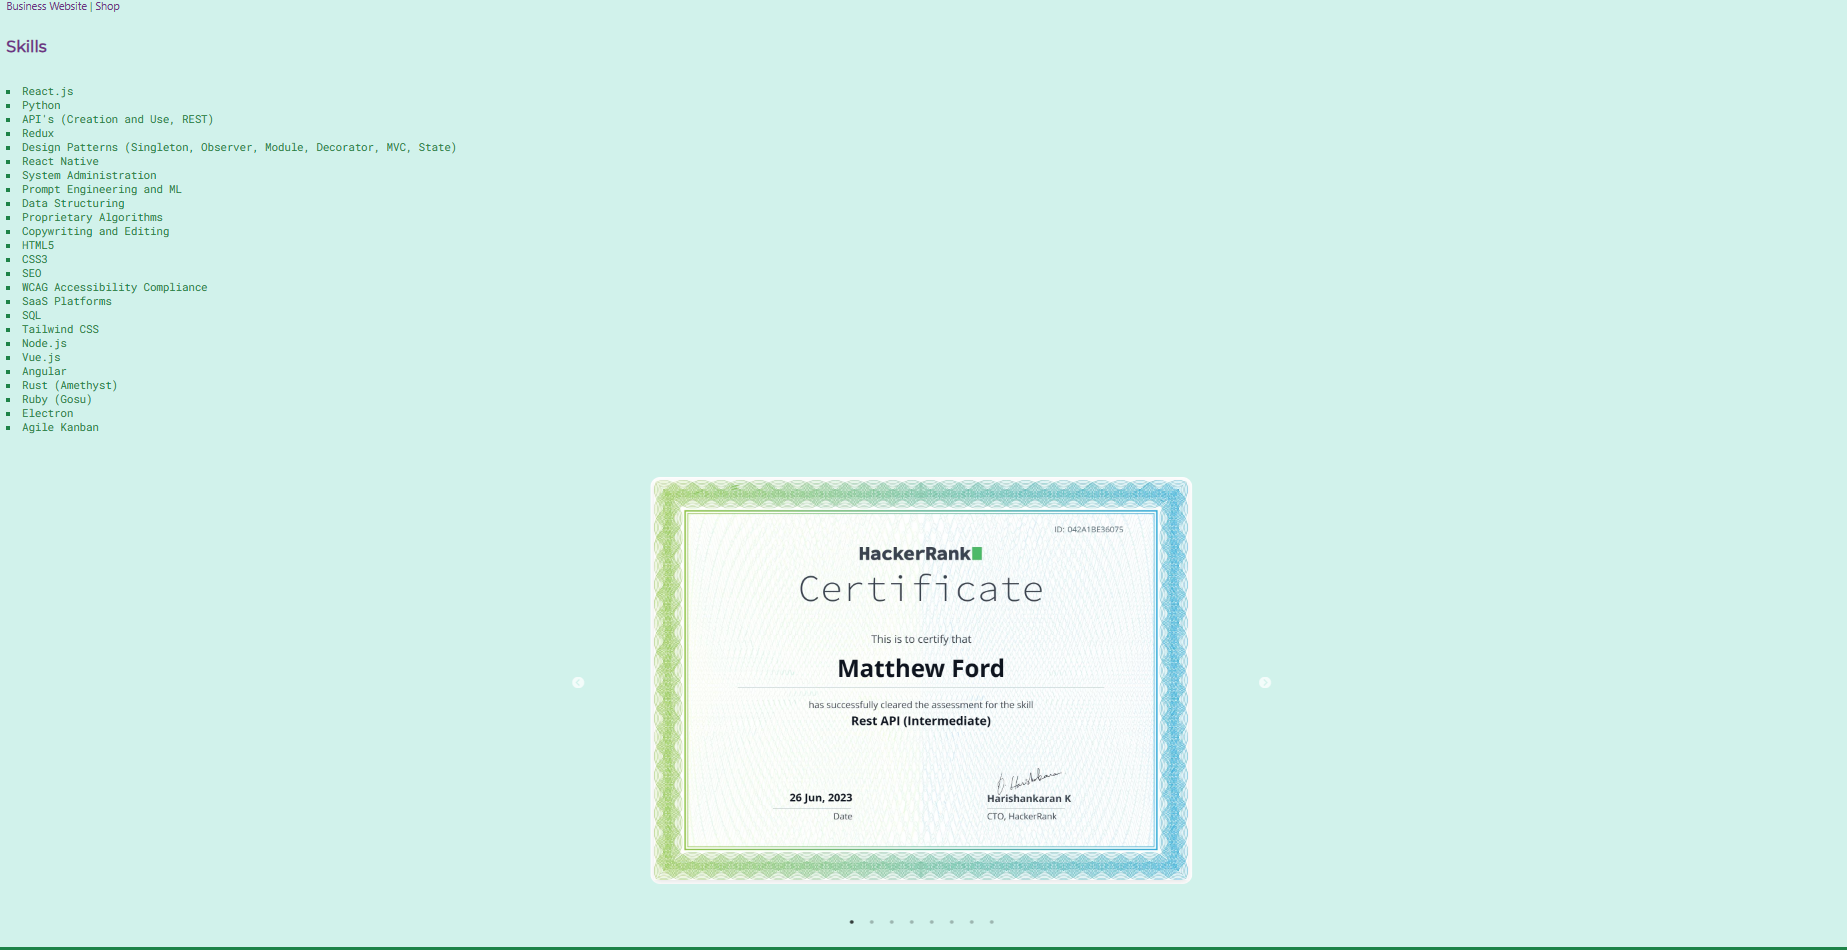 Business Website | Shop
Skills
React.js
Python
API's (Creation and Use, REST)
Redux
Design Patterns (Singleton, Observer, Module, Decorator, MVC, State)
React Native
System Administration
Prompt Engineering and ML
Data Structuring
Proprietary Algorithms
Copywriting and Editing
HTML5
CSS3
SEO
WCAG Accessibility Compliance
SaaS Platforms
SQL
Tailwind CSS
Node.js
Vue.js
Angular
Rust (Amethyst)
Ruby (Gosu)
Electron
Agile Kanban
ID: 042A1BE36075
HackerRank
Certificate
This is to certify that
Matthew Ford
has successfully cleared the assessment for the skill
Rest API (Intermediate)
26 Jun, 2023
Date
Harishankaran K
CTO, HackerRank